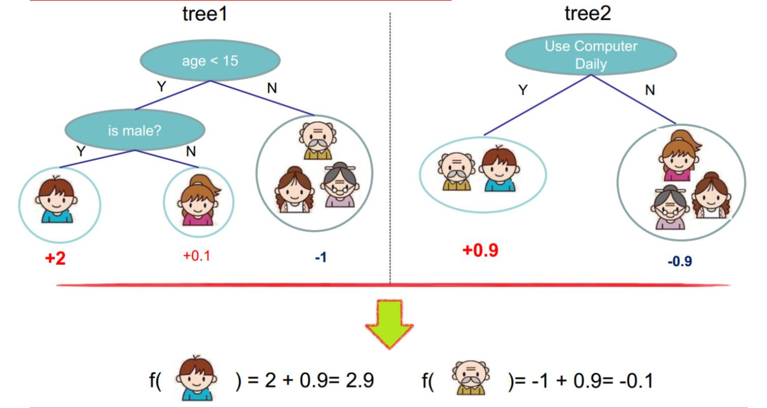 tree1
tree2
age < 15
Use Computer
Daily
Y
N
Y
N
is male?
Y
N
+2
+0.1
-1
+0.9
-0.9
f( ) = 2 + 0.9= 2.9
f( )= -1 + 0.9= -0.1